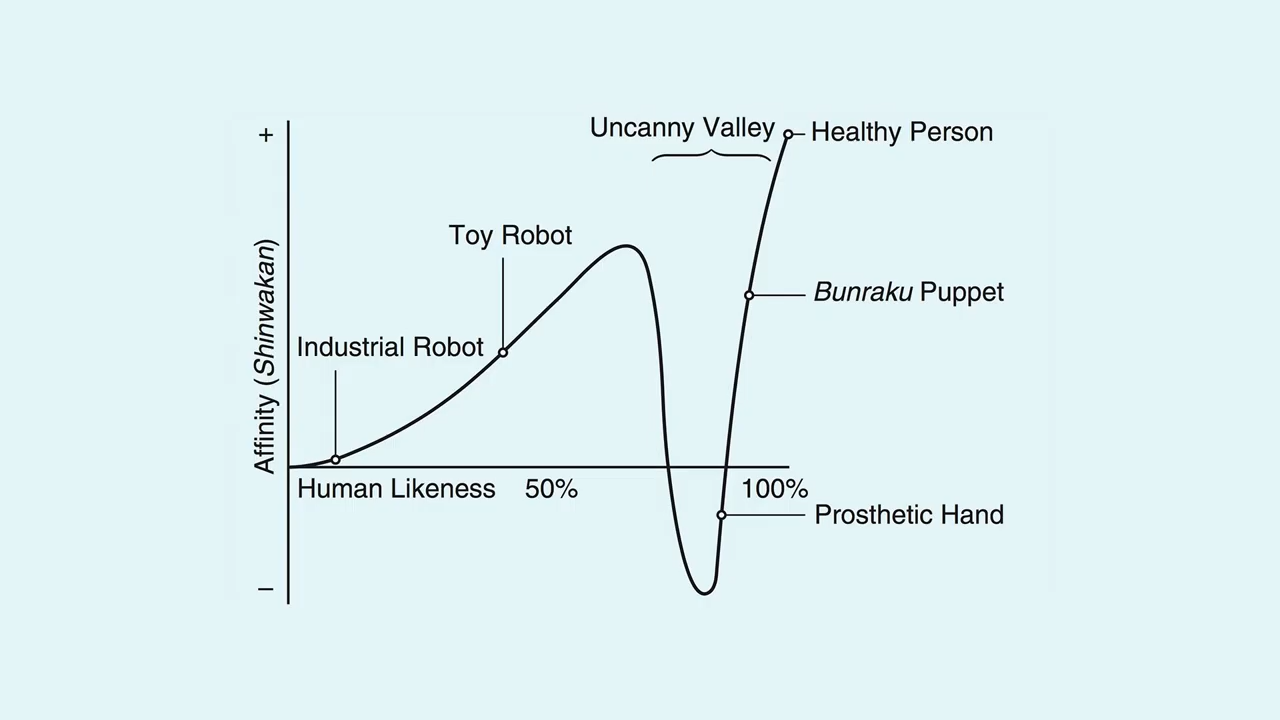 Uncanny Valley
Healthy Person
+
Toy Robot
Bunraku Puppet
Industrial Robot
Affinity (Shinwakan)
Human Likeness
50%
100%
Prosthetic Hand
–